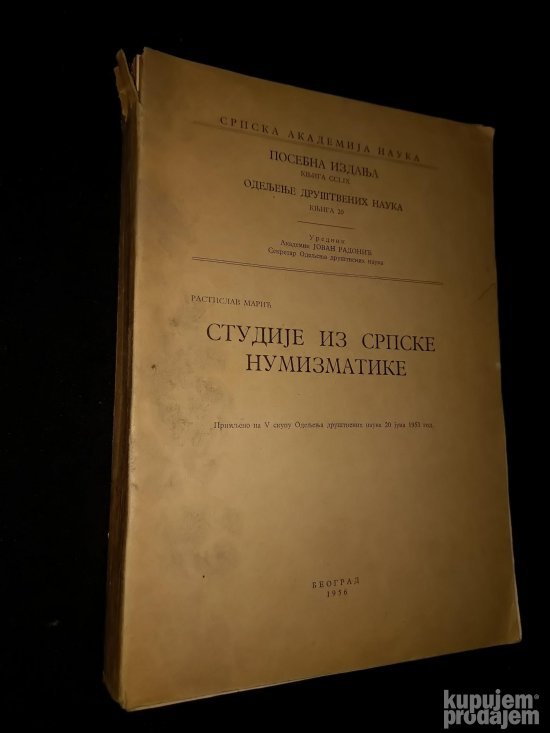 СРПСКА АКАДЕМИЈА НАУКА
ПОСЕБНА ИЗДАЊА
КЊИГА CCLIX
ОДЕЉЕЊЕ ДРУШТВЕНИХ НАУКА
КЊИГА 20
Уредник
Академик ЈОВАН РАДОНИЋ
Секретар Одељења друштвених наука
РАСТИСЛАВ МАРИЋ
СТУДИЈЕ ИЗ СРПСКЕ
НУМИЗМАТИКЕ
Примљено на V скупу Одељења друштвених наука 20 јуна 1953 год.
БЕОГРАД
1956
kupujem
prodajem